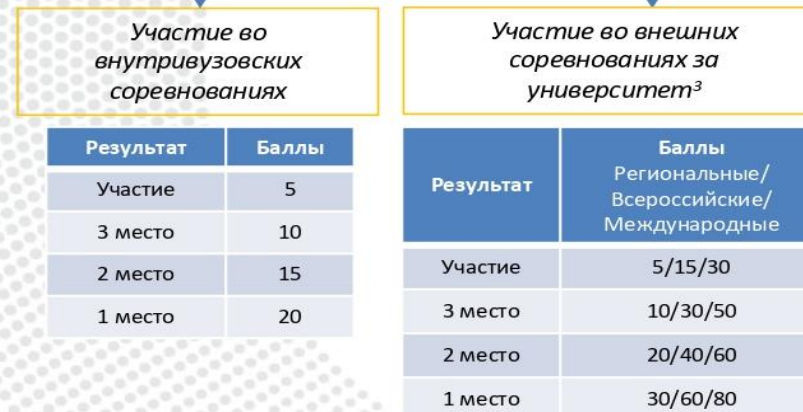 Участие во
внутривузовских
соревнованиях
Результат Баллы
Участие 5
3 место 10
2 место 15
1 место 20
Участие во внешних
соревнованиях за
университет³
Результат
Баллы
Региональные/
Всероссийские/
Международные
Участие 5/15/30
3 место 10/30/50
2 место 20/40/60
1 место 30/60/80